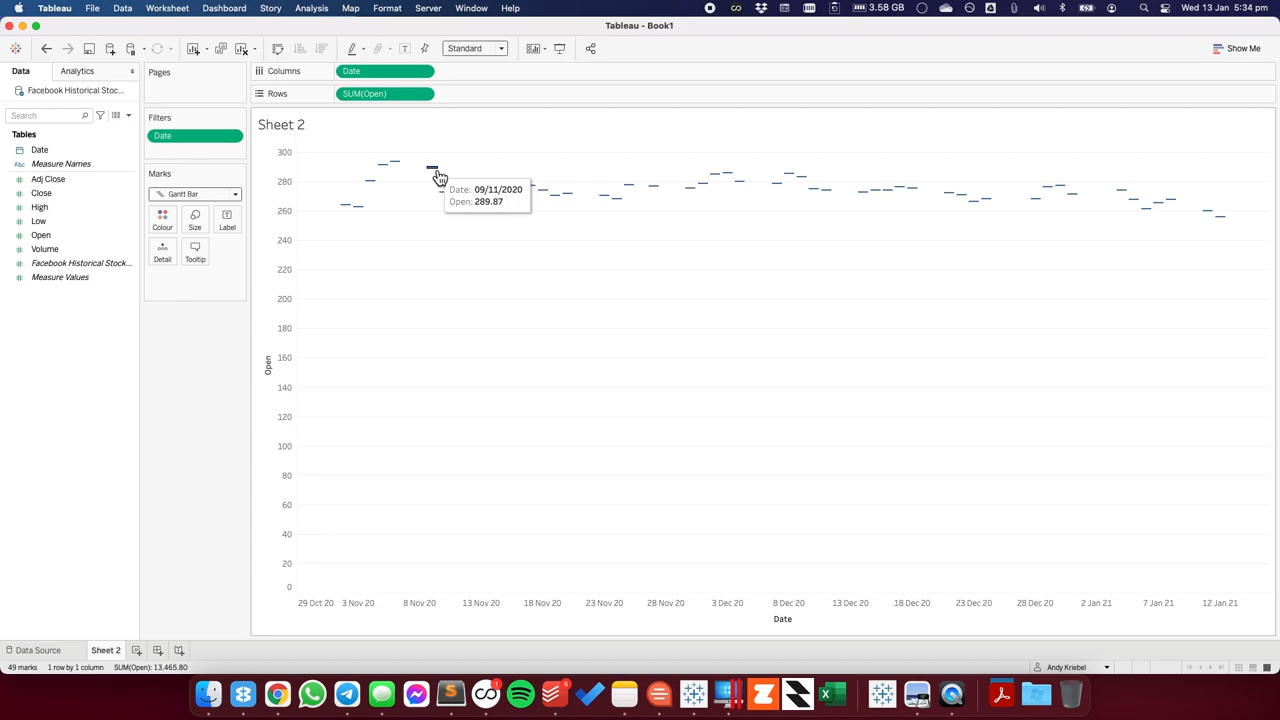 Tableau File Data Worksheet Dashboard Story Analysis Map Format Server Window Help 3.58 GB Wed 13 Jan 5:34 pm
Tableau - Book1
Standard Show Me
Data Analytics Pages Columns Date
Facebook Historical Stoc... Rows SUM(Open)
Search Filters Sheet 2
Tables Date
Date
Abc Measure Names
Adj Close Marks
Close Gantt Bar
High
Low Colour Size Label
Open
Volume Detail Tooltip
Facebook Historical Stock...
Measure Values
300
280
260
240
220
200
180
160
140
120
100
80
60
40
20
0
Open
Date: 09/11/2020
Open: 289.87
29 Oct 20 3 Nov 20 8 Nov 20 13 Nov 20 18 Nov 20 23 Nov 20 28 Nov 20 3 Dec 20 8 Dec 20 13 Dec 20 18 Dec 20 23 Dec 20 28 Dec 20 2 Jan 21 7 Jan 21 12 Jan 21
Date
Data Source Sheet 2
49 marks 1 row by 1 column SUM(Open): 13,465.80 Andy Kriebel
1 5 6